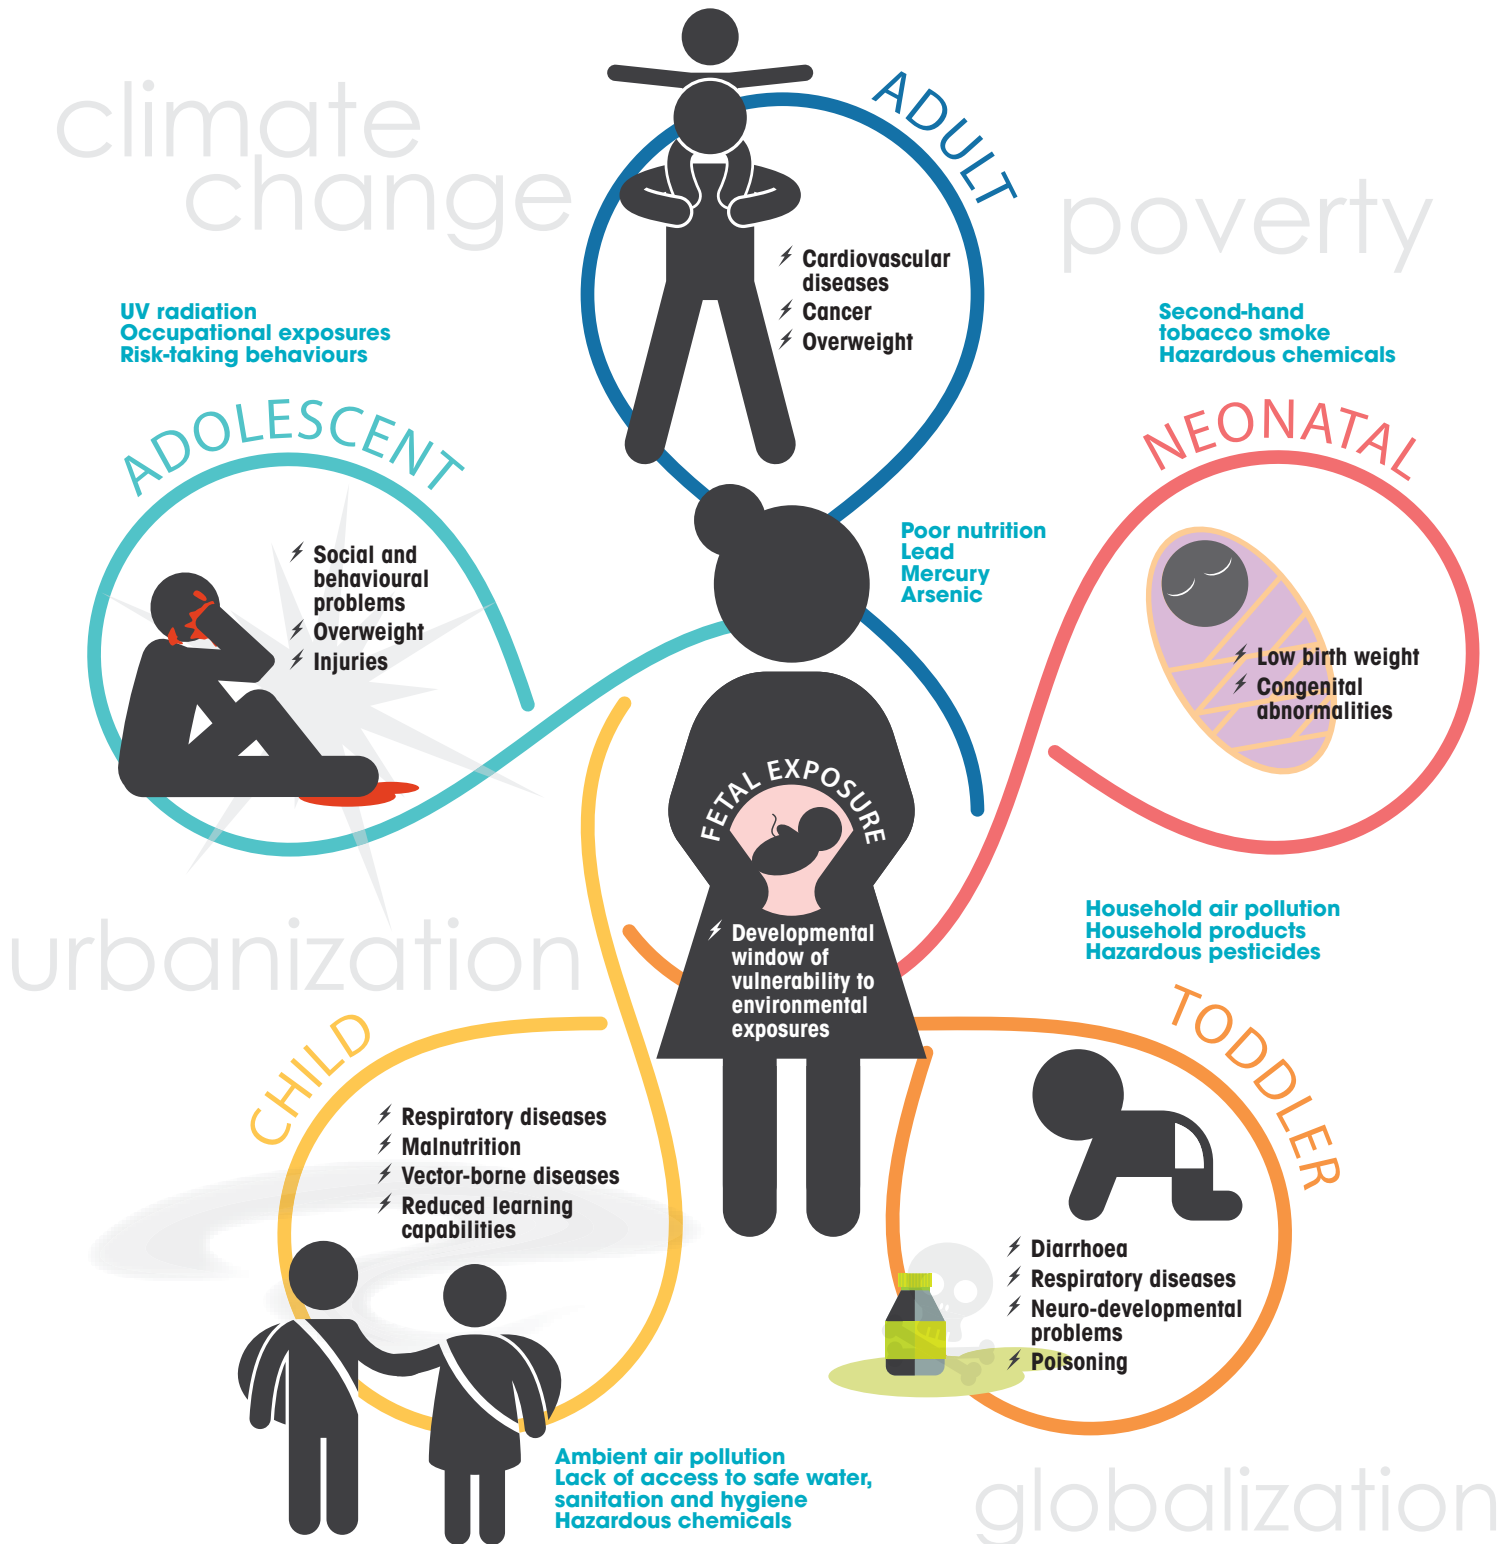 climate
change
ADULT
poverty
Cardiovascular
diseases
Cancer
Overweight
UV radiation
Occupational exposures
Risk-taking behaviours
Second-hand
tobacco smoke
Hazardous chemicals
ADOLESCENT
Social and
behavioural
problems
Overweight
Injuries
Poor nutrition
Lead
Mercury
Arsenic
NEONATAL
Low birth weight
Congenital
abnormalities
FETAL EXPOSURE
Developmental
window of
vulnerability to
environmental
exposures
urbanization
Household air pollution
Household products
Hazardous pesticides
CHILD
Respiratory diseases
Malnutrition
Vector-borne diseases
Reduced learning
capabilities
TODDLER
Diarrhoea
Respiratory diseases
Neuro-developmental
problems
Poisoning
Ambient air pollution
Lack of access to safe water,
sanitation and hygiene
Hazardous chemicals
globalization